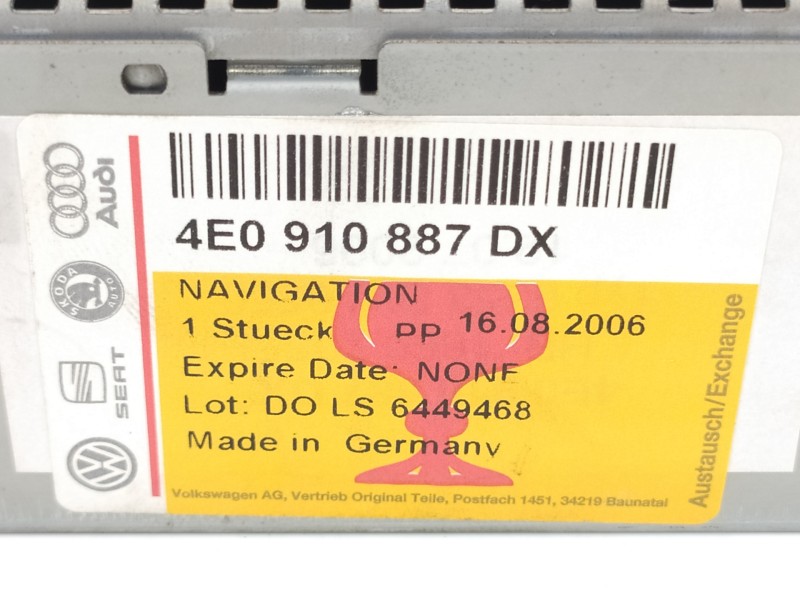 Audi
ŠKODA
AUTO
SEAT
4E0 910 887 DX
NAVIGATION
1 Stueck PP 16.08.2006
Expire Date: NONE
Lot: DO LS 6449468
Made in Germany
Volkswagen AG, Vertrieb Original Teile, Postfach 1451, 34219 Baunatal
Austausch/Exchange